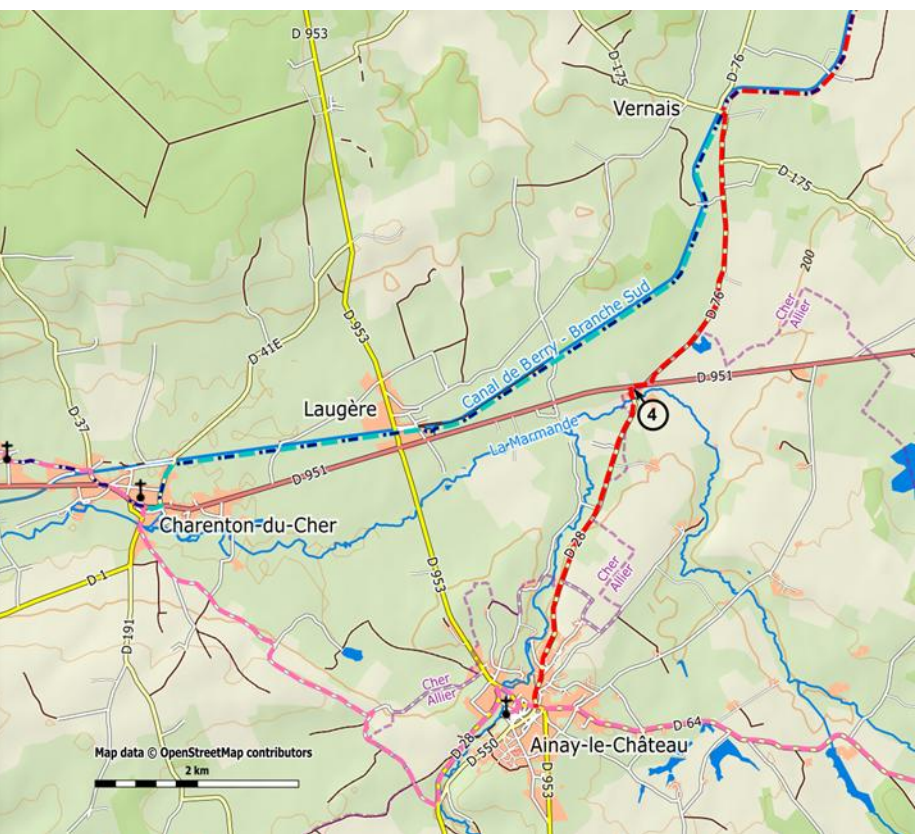 D 953
D-175
D-76
Vernais
D-175
200
Cher
Allier
D-76
Canal de Berry - Branche Sud
D-953
D-41E
D-951
Laugère
4
D-37
La Marmande
D-951
Charenton-du-Cher
D-28
Cher
Allier
D-953
D-1
D-191
Cher
Allier
D-64
Ainay-le-Château
D-28
D-550
D-953
Map data © OpenStreetMap contributors
2 km